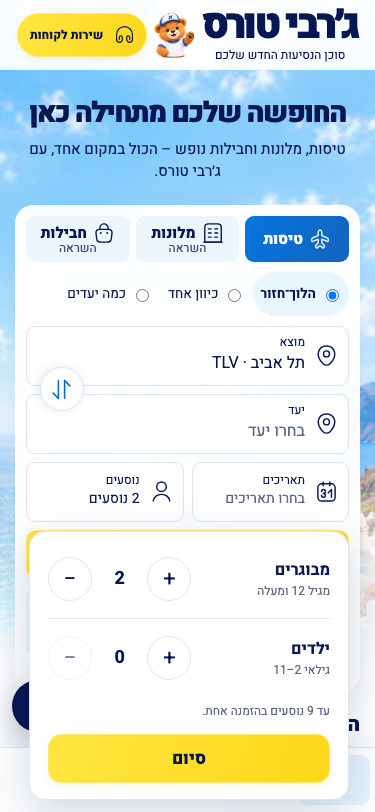 ג׳רבי טורס
סוכן הנסיעות החדש שלכם
שירות לקוחות
החופשה שלכם מתחילה כאן
טיסות, מלונות וחבילות נופש – הכול במקום אחד, עם
ג׳רבי טורס.
טיסות
מלונות
השראה
חבילות
השראה
הלוך־חזור
כיוון אחד
כמה יעדים
מוצא
תל אביב · TLV
יעד
בחרו יעד
תאריכים
בחרו תאריכים
נוסעים
2 נוסעים
מבוגרים
מגיל 12 ומעלה
+ 2 −
ילדים
גילאי 2–11
+ 0 −
עד 9 נוסעים בהזמנה אחת.
סיום